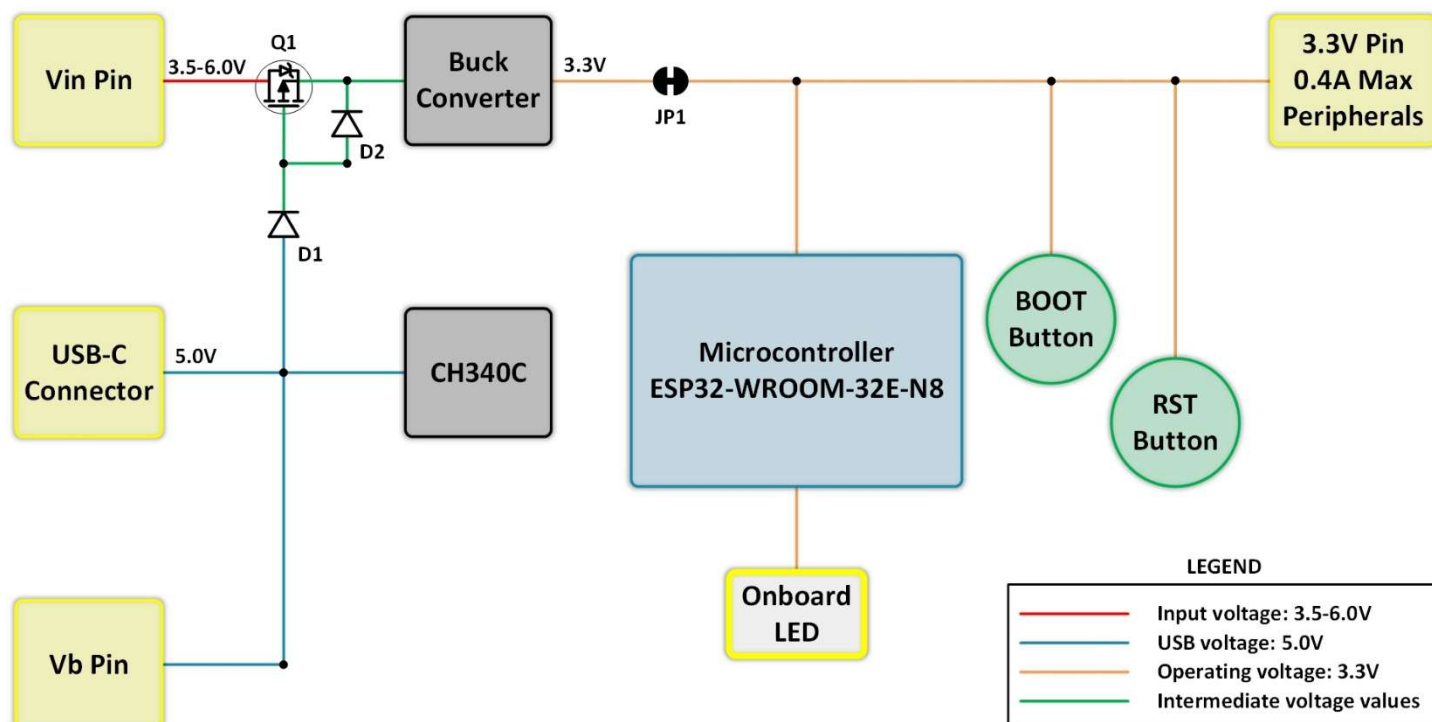 Q1
Vin Pin
3.5-6.0V
Buck
Converter
3.3V
JP1
3.3V Pin
0.4A Max
Peripherals
D2
D1
USB-C
Connector
5.0V
CH340C
Microcontroller
ESP32-WROOM-32E-N8
BOOT
Button
RST
Button
Onboard
LED
Vb Pin
LEGEND
Input voltage: 3.5-6.0V
USB voltage: 5.0V
Operating voltage: 3.3V
Intermediate voltage values